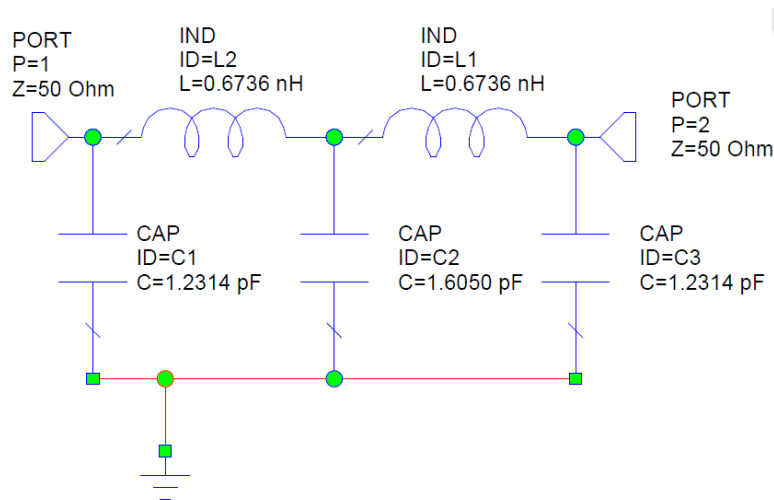 PORT
P=1
Z=50 Ohm
IND
ID=L2
L=0.6736 nH
IND
ID=L1
L=0.6736 nH
PORT
P=2
Z=50 Ohm
CAP
ID=C1
C=1.2314 pF
CAP
ID=C2
C=1.6050 pF
CAP
ID=C3
C=1.2314 pF